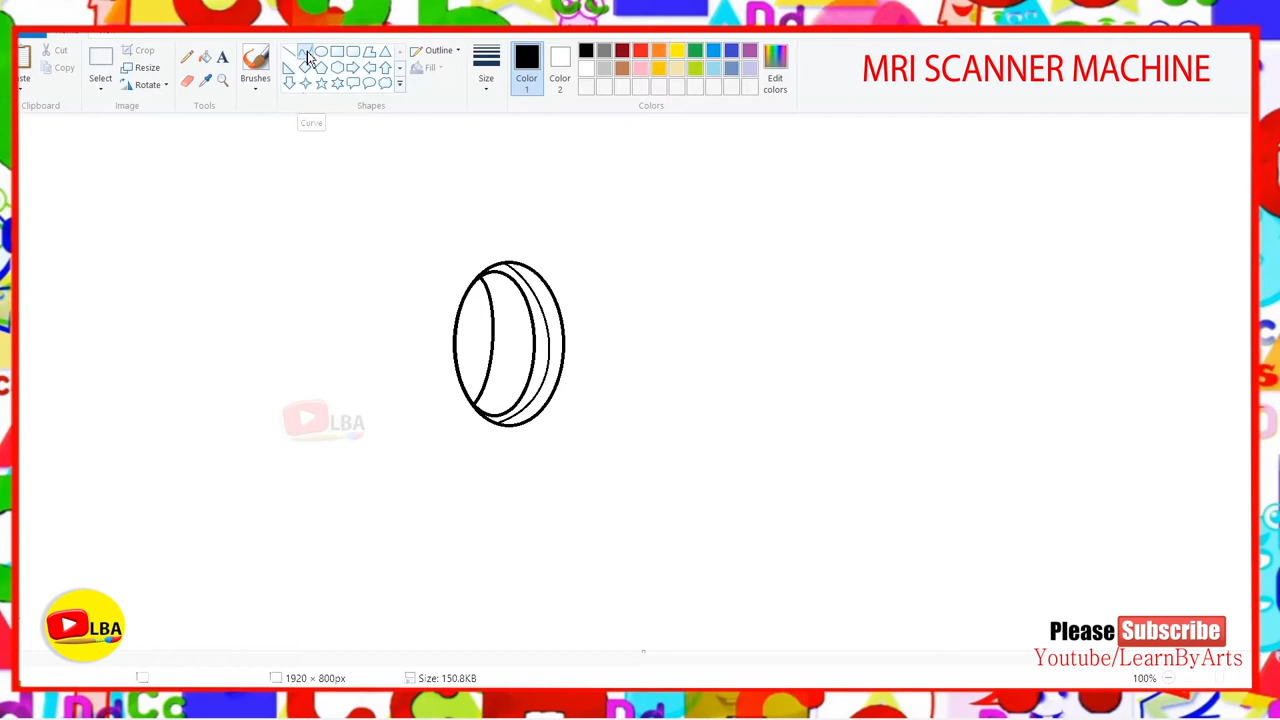 MRI SCANNER MACHINE
Cut
Copy
Clipboard
Select
Crop
Resize
Rotate
Image
Tools
Brushes
Shapes
Outline
Fill
Size
Color
1
Color
2
Edit
colors
Colors
Curve
LBA
LBA
Please Subscribe
Youtube/LearnByArts
1920 × 800px
Size: 150.8KB
100%